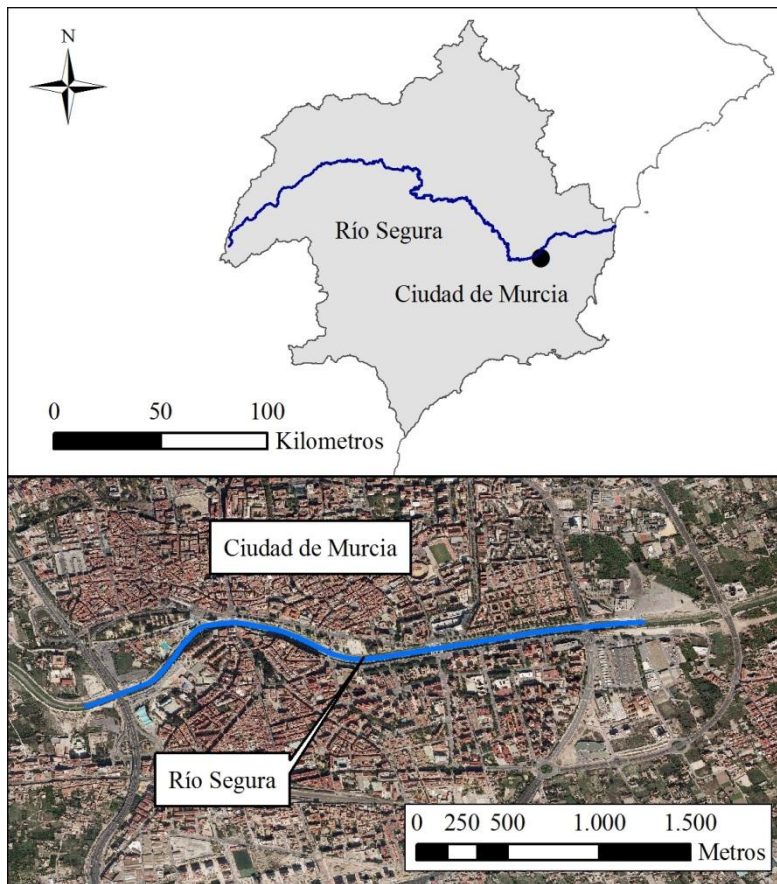 N
Río Segura
Ciudad de Murcia
0 50 100
Kilometros
Ciudad de Murcia
Río Segura
0 250 500 1.000 1.500
Metros